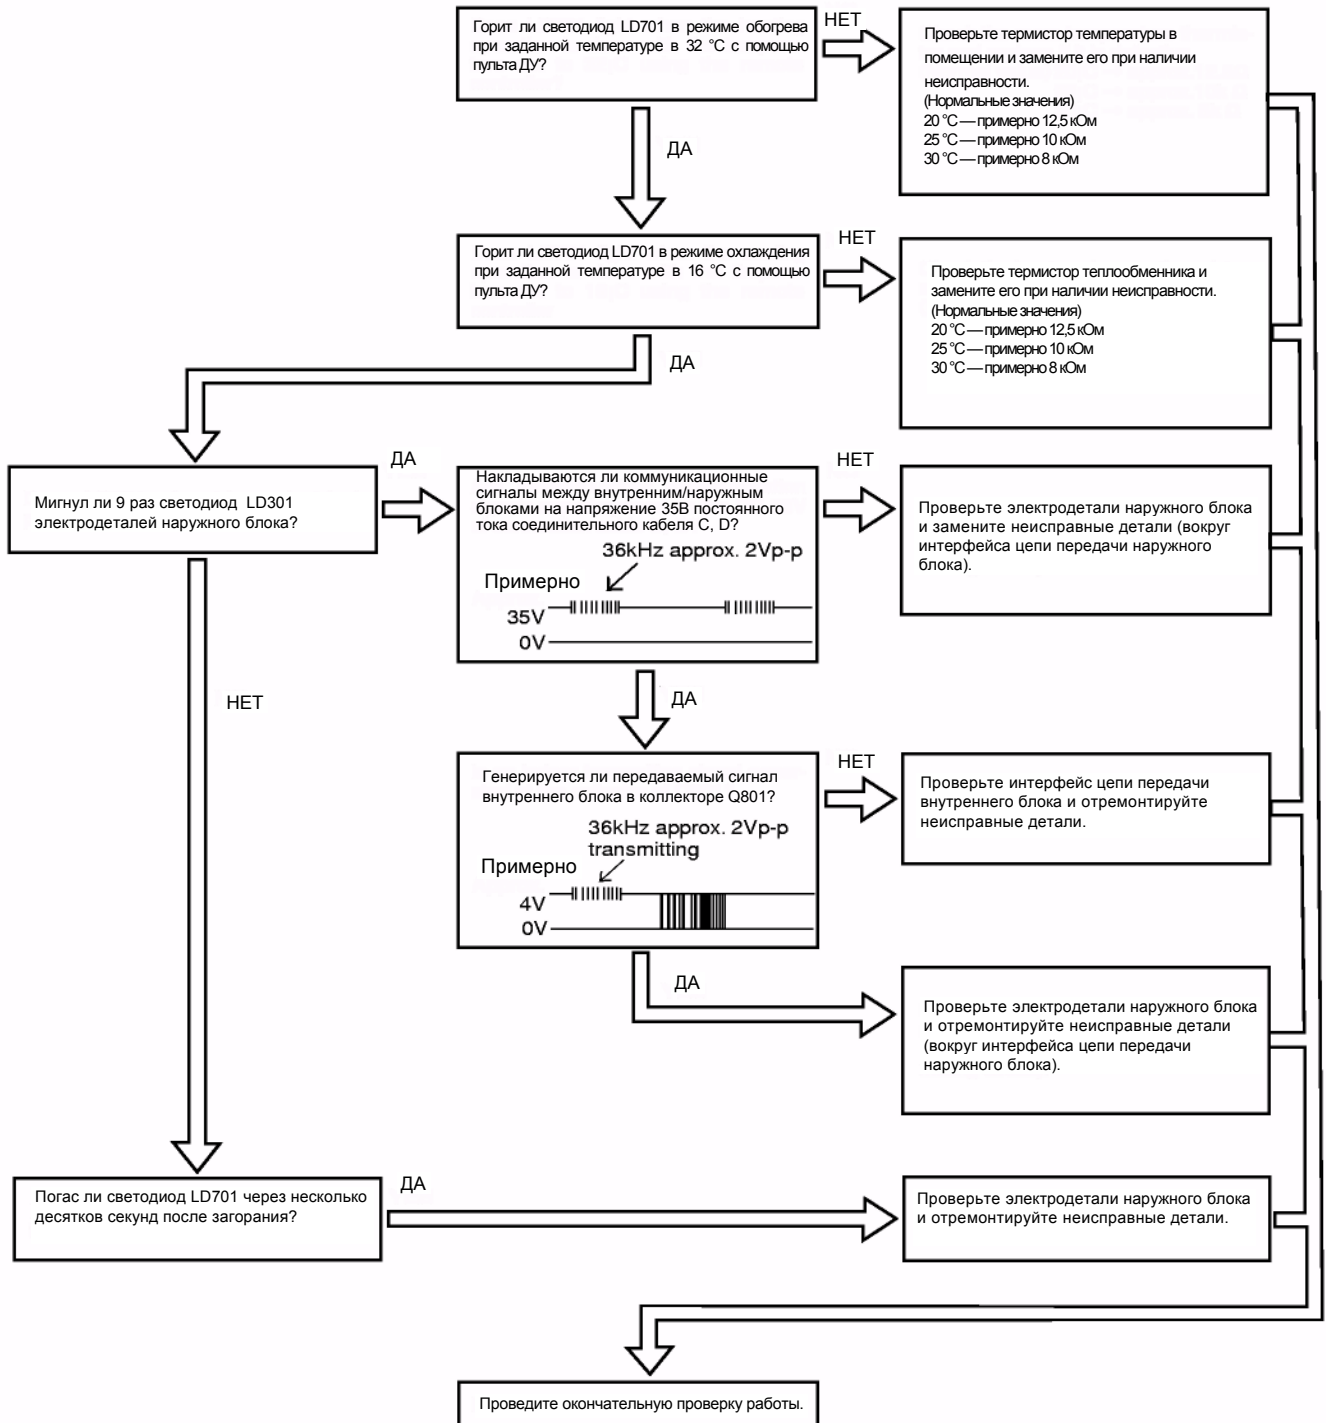 Горит ли светодиод LD701 в режиме обогрева
при заданной температуре в 32 °C с помощью
пульта ДУ?
НЕТ
Проверьте термистор температуры в
помещении и замените его при наличии
неисправности.
(Нормальные значения)
20 °C — примерно 12,5 кОм
25 °C — примерно 10 кОм
30 °C — примерно 8 кОм
ДА
Горит ли светодиод LD701 в режиме охлаждения
при заданной температуре в 16 °C с помощью
пульта ДУ?
НЕТ
Проверьте термистор теплообменника и
замените его при наличии неисправности.
(Нормальные значения)
20 °C — примерно 12,5 кОм
25 °C — примерно 10 кОм
30 °C — примерно 8 кОм
ДА
Мигнул ли 9 раз светодиод LD301
электродеталей наружного блока?
ДА
Накладываются ли коммуникационные
сигналы между внутренним/наружным
блоками на напряжение 35В постоянного
тока соединительного кабеля C, D?
36kHz approx. 2Vp-p
Примерно
35V
0V
НЕТ
Проверьте электродетали наружного блока
и замените неисправные детали (вокруг
интерфейса цепи передачи наружного
блока).
НЕТ
ДА
Генерируется ли передаваемый сигнал
внутреннего блока в коллекторе Q801?
36kHz approx. 2Vp-p
transmitting
Примерно
4V
0V
НЕТ
Проверьте интерфейс цепи передачи
внутреннего блока и отремонтируйте
неисправные детали.
ДА
Проверьте электродетали наружного блока
и отремонтируйте неисправные детали
(вокруг интерфейса цепи передачи
наружного блока).
Погас ли светодиод LD701 через несколько
десятков секунд после загорания?
ДА
Проверьте электродетали наружного блока
и отремонтируйте неисправные детали.
Проведите окончательную проверку работы.